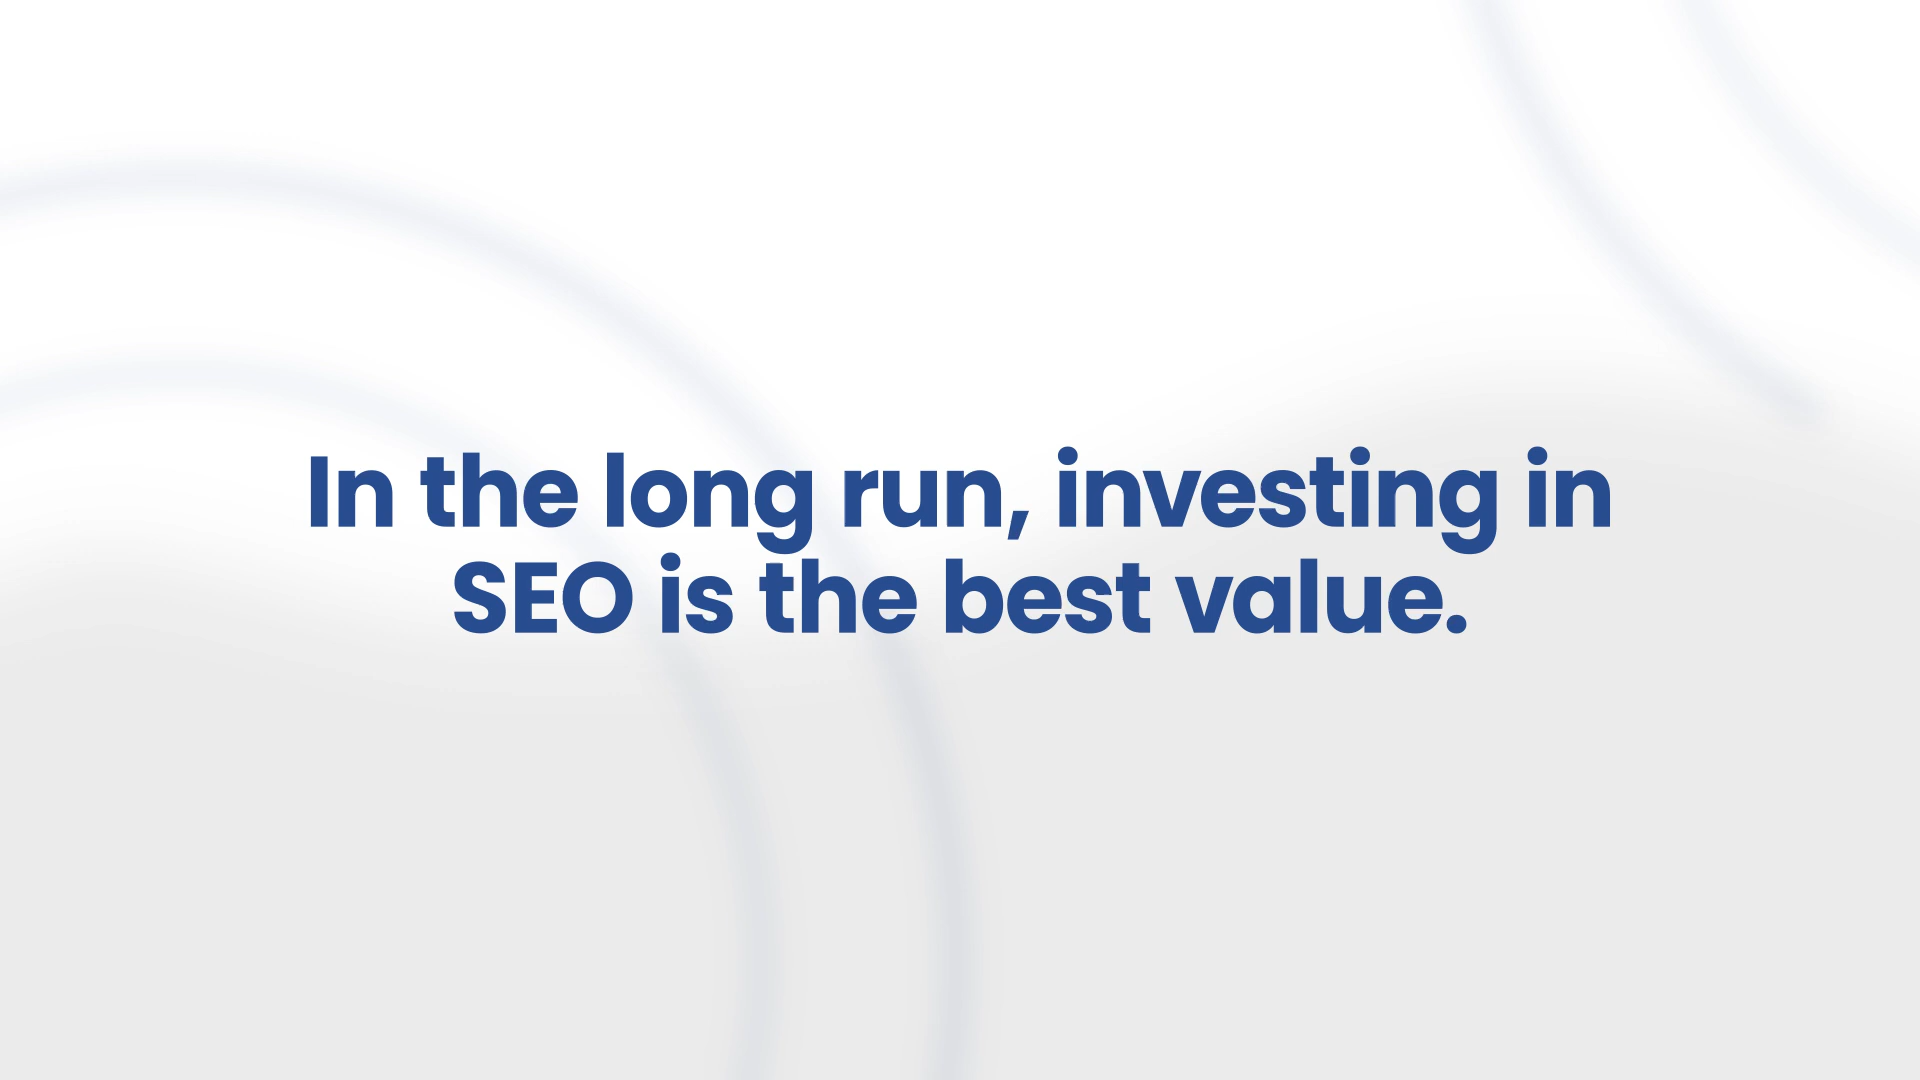 In the long run, investing in
SEO is the best value.